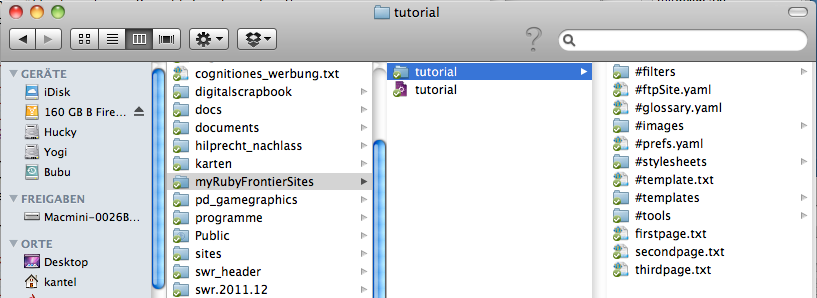 tutorial
GERÄTE
iDisk
160 GB B Fire...
Hucky
Yogi
Bubu
FREIGABEN
Macmini-0026B...
ORTE
Desktop
kantel
cognitiones_werbung.txt
digitalscrapbook
docs
documents
hilprecht_nachlass
karten
myRubyFrontierSites
pd_gamegraphics
programme
Public
sites
swr_header
swr.2011.12
tutorial
tutorial
#filters
#ftpSite.yaml
#glossary.yaml
#images
#prefs.yaml
#stylesheets
#template.txt
#templates
#tools
firstpage.txt
secondpage.txt
thirdpage.txt